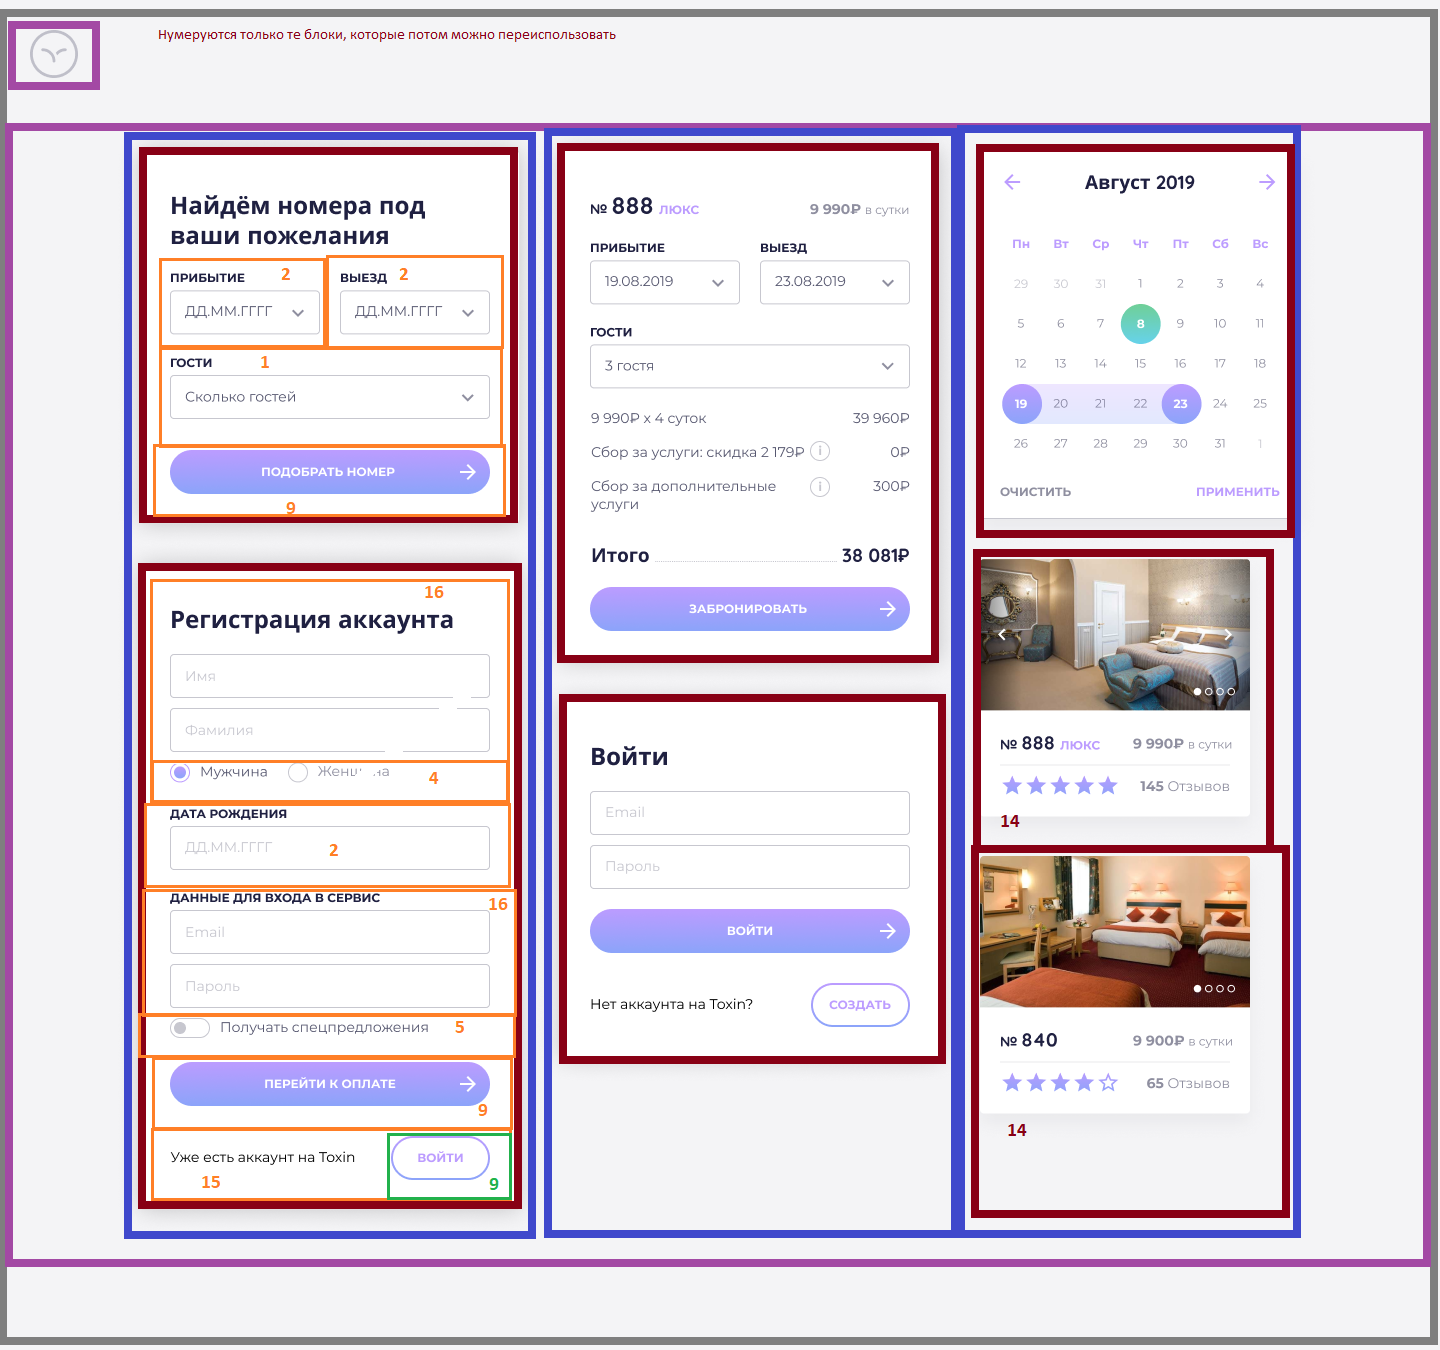 Нумеруются только те блоки, которые потом можно переиспользовать
Найдём номера под
ваши пожелания
ПРИБЫТИЕ 2
ВЫЕЗД 2
ДД.ММ.ГГГГ
ДД.ММ.ГГГГ
ГОСТИ 1
Сколько гостей
ПОДОБРАТЬ НОМЕР
9
16
Регистрация аккаунта
Имя
Фамилия
Мужчина
4
ДАТА РОЖДЕНИЯ
ДД.ММ.ГГГГ 2
ДАННЫЕ ДЛЯ ВХОДА В СЕРВИС
16
Email
Пароль
Получать спецпредложения 5
ПЕРЕЙТИ К ОПЛАТЕ
9
Уже есть аккаунт на Toxin
ВОЙТИ
15
9
№ 888 ЛЮКС
9 990₽ в сутки
ПРИБЫТИЕ
ВЫЕЗД
19.08.2019
23.08.2019
ГОСТИ
3 гостя
9 990₽ х 4 суток 39 960₽
Сбор за услуги: скидка 2 179₽ i 0₽
Сбор за дополнительные i 300₽
услуги
Итого 38 081₽
ЗАБРОНИРОВАТЬ
Войти
Email
Пароль
ВОЙТИ
Нет аккаунта на Toxin?
СОЗДАТЬ
Август 2019
Пн Вт Ср Чт Пт Сб Вс
29 30 31 1 2 3 4
5 6 7 8 9 10 11
12 13 14 15 16 17 18
19 20 21 22 23 24 25
26 27 28 29 30 31 1
ОЧИСТИТЬ ПРИМЕНИТЬ
№ 888 ЛЮКС 9 990₽ в сутки
145 Отзывов
14
№ 840 9 900₽ в сутки
65 Отзывов
14